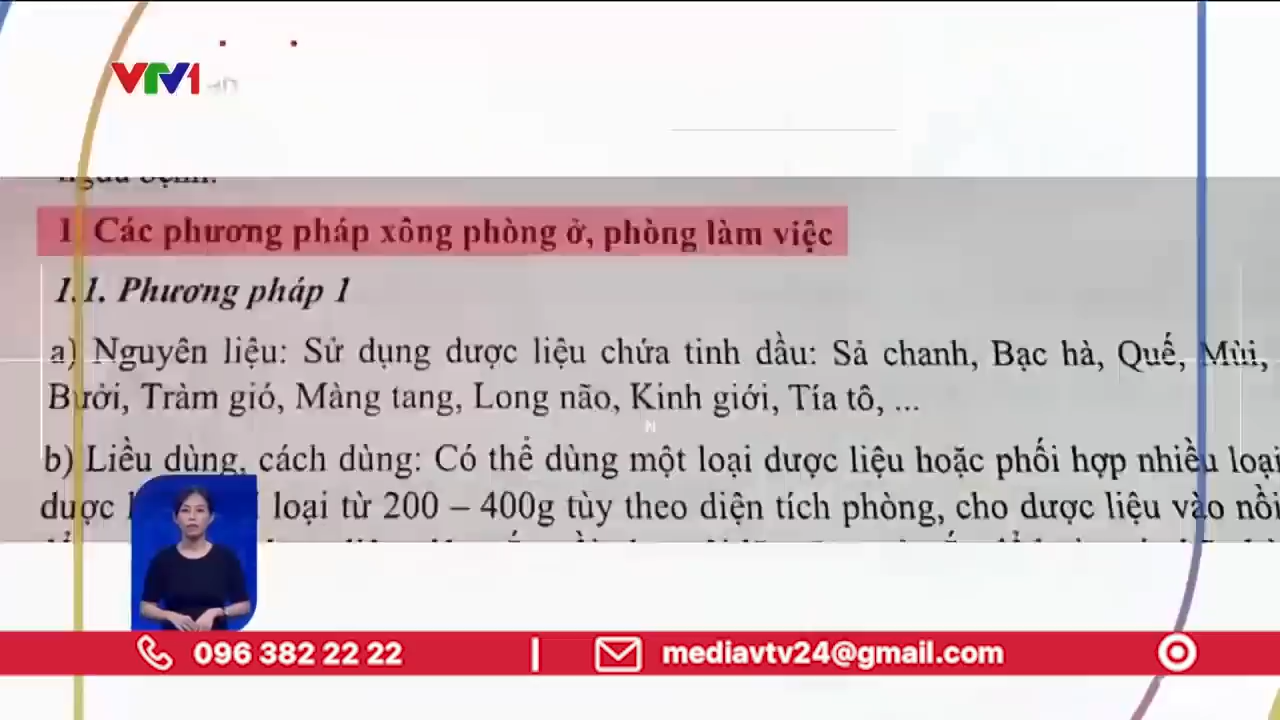 VTV1
1. Các phương pháp xông phòng ở, phòng làm việc
1.1. Phương pháp 1
a) Nguyên liệu: Sử dụng dược liệu chứa tinh dầu: Sả chanh, Bạc hà, Quế, Mùi,
Bưởi, Tràm gió, Màng tang, Long não, Kinh giới, Tía tô, ...
b) Liều dùng, cách dùng: Có thể dùng một loại dược liệu hoặc phối hợp nhiều loại
dược loại từ 200 – 400g tùy theo diện tích phòng, cho dược liệu vào nồi
096 382 22 22 | mediavtv24@gmail.com